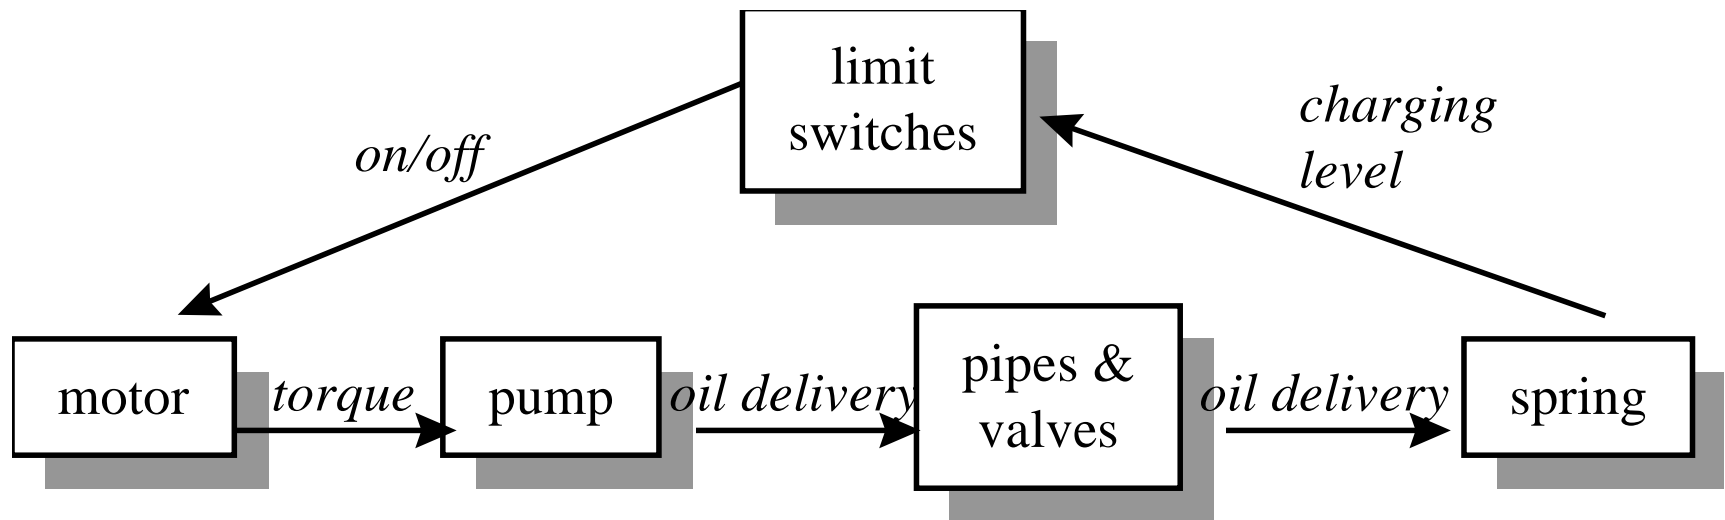 limit
switches
charging
level
on/off
motor
torque
pump
oil delivery
pipes &
valves
oil delivery
spring